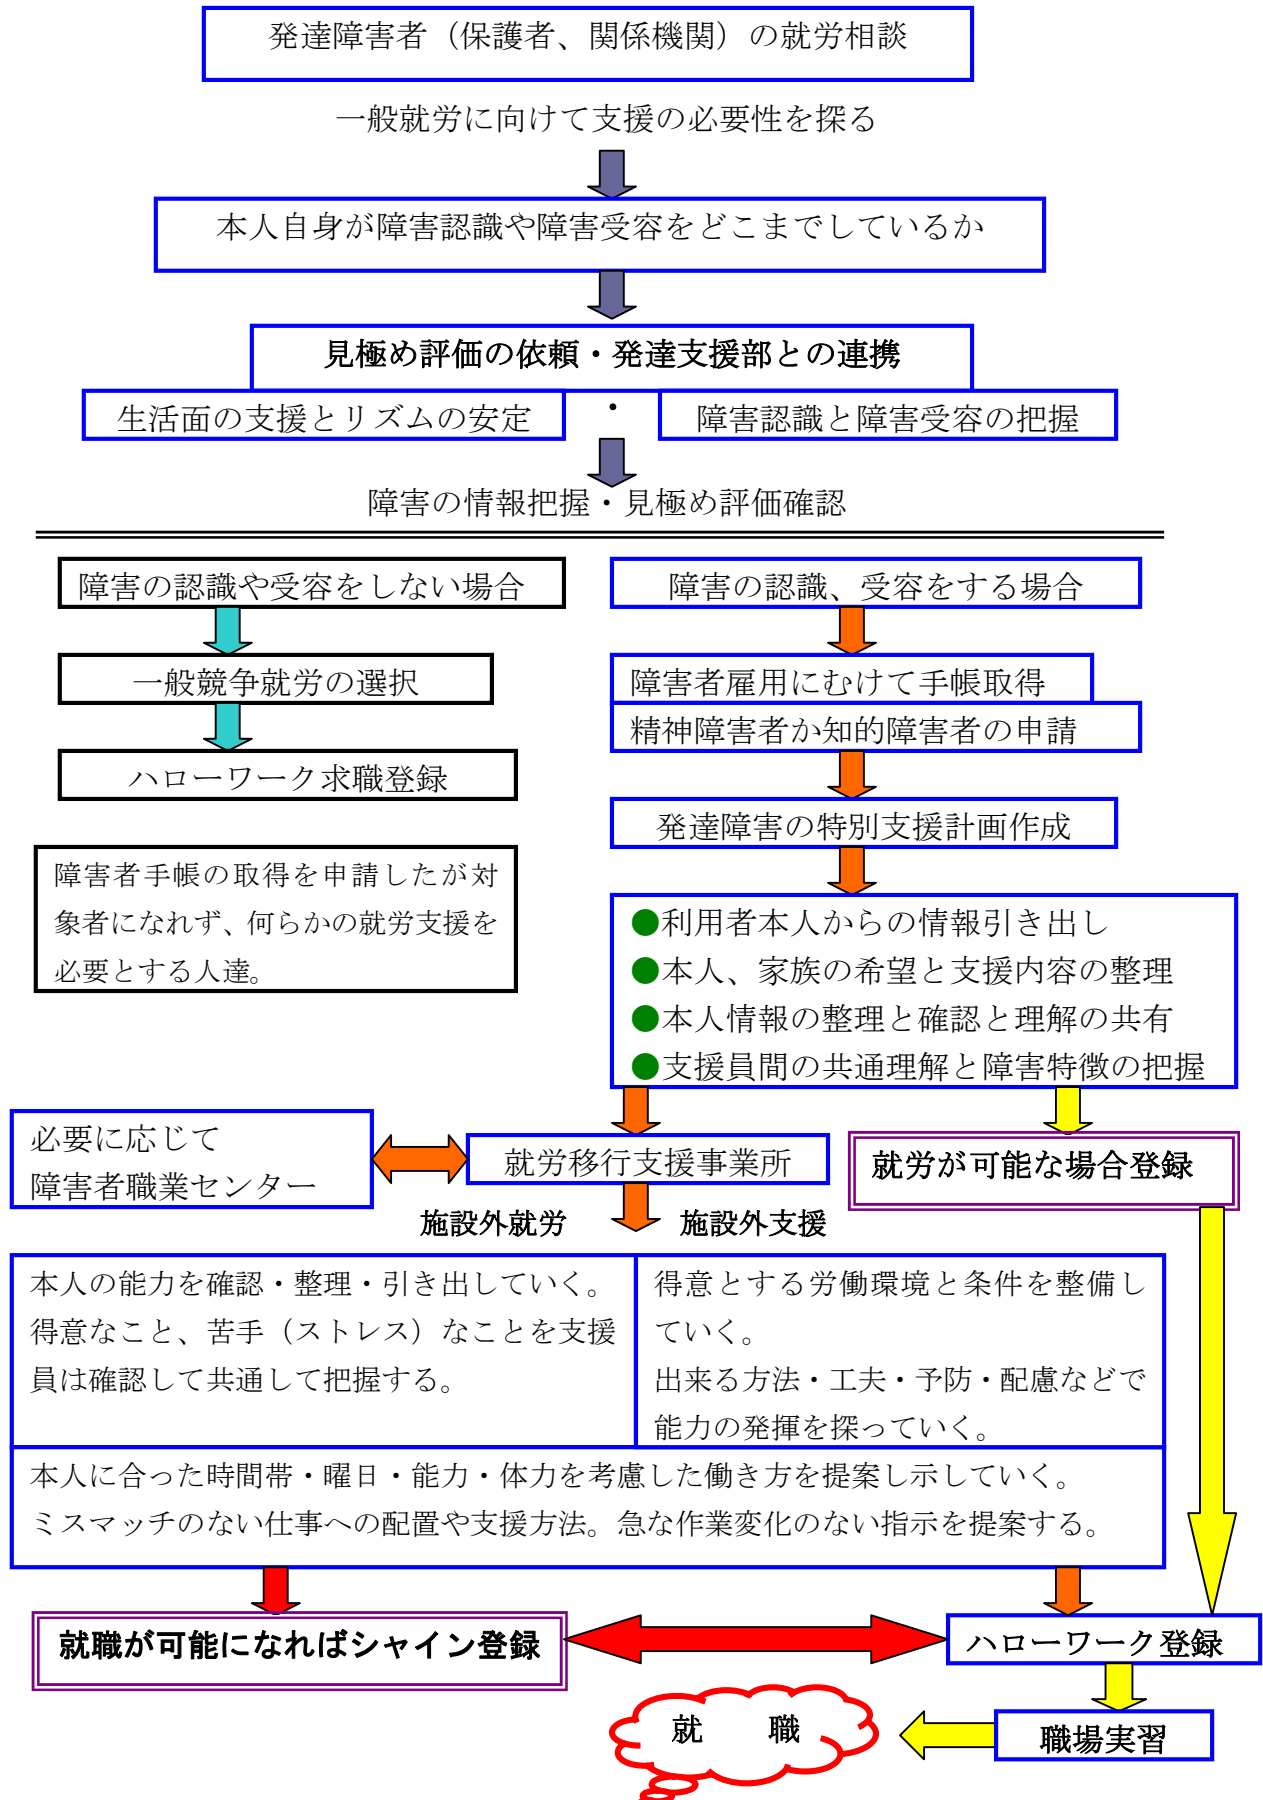 発達障害者（保護者、関係機関）の就労相談
一般就労に向けて支援の必要性を探る
本人自身が障害認識や障害受容をどこまでしているか
見極め評価の依頼・発達支援部との連携
生活面の支援とリズムの安定
・
障害認識と障害受容の把握
障害の情報把握・見極め評価確認
障害の認識や受容をしない場合
一般競争就労の選択
ハローワーク求職登録
障害者手帳の取得を申請したが対
象者になれず、何らかの就労支援を
必要とする人達。
障害の認識、受容をする場合
障害者雇用にむけて手帳取得
精神障害者か知的障害者の申請
発達障害の特別支援計画作成
●利用者本人からの情報引き出し
●本人、家族の希望と支援内容の整理
●本人情報の整理と確認と理解の共有
●支援員間の共通理解と障害特徴の把握
必要に応じて
障害者職業センター
就労移行支援事業所
就労が可能な場合登録
施設外就労
施設外支援
本人の能力を確認・整理・引き出していく。
得意なこと、苦手（ストレス）なことを支援
員は確認して共通して把握する。
得意とする労働環境と条件を整備し
ていく。
出来る方法・工夫・予防・配慮などで
能力の発揮を探っていく。
本人に合った時間帯・曜日・能力・体力を考慮した働き方を提案し示していく。
ミスマッチのない仕事への配置や支援方法。急な作業変化のない指示を提案する。
就職が可能になればシャイン登録
ハローワーク登録
職場実習
就　職